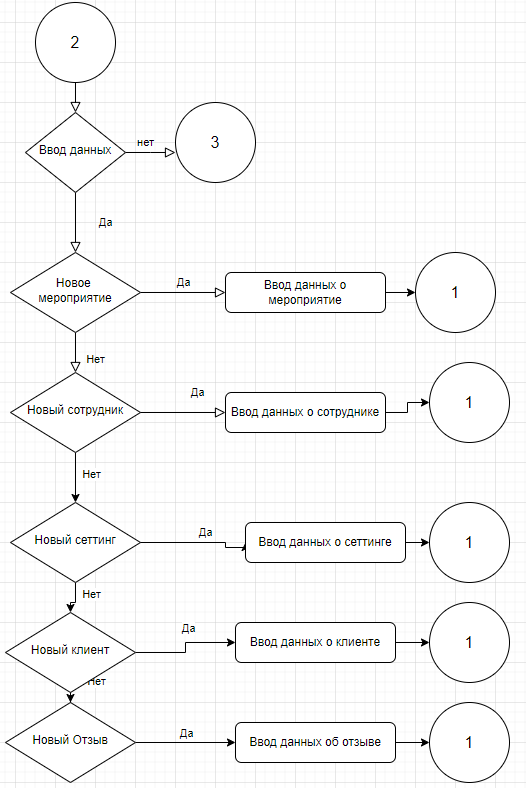 2
Ввод данных
нет
3
Да
Новое
мероприятие
Да
Ввод данных о
мероприятие
1
Нет
Новый сотрудник
Да
Ввод данных о сотруднике
1
Нет
Новый сеттинг
Да
Ввод данных о сеттинге
1
Нет
Новый клиент
Да
Ввод данных о клиенте
1
Нет
Новый Отзыв
Да
Ввод данных об отзыве
1